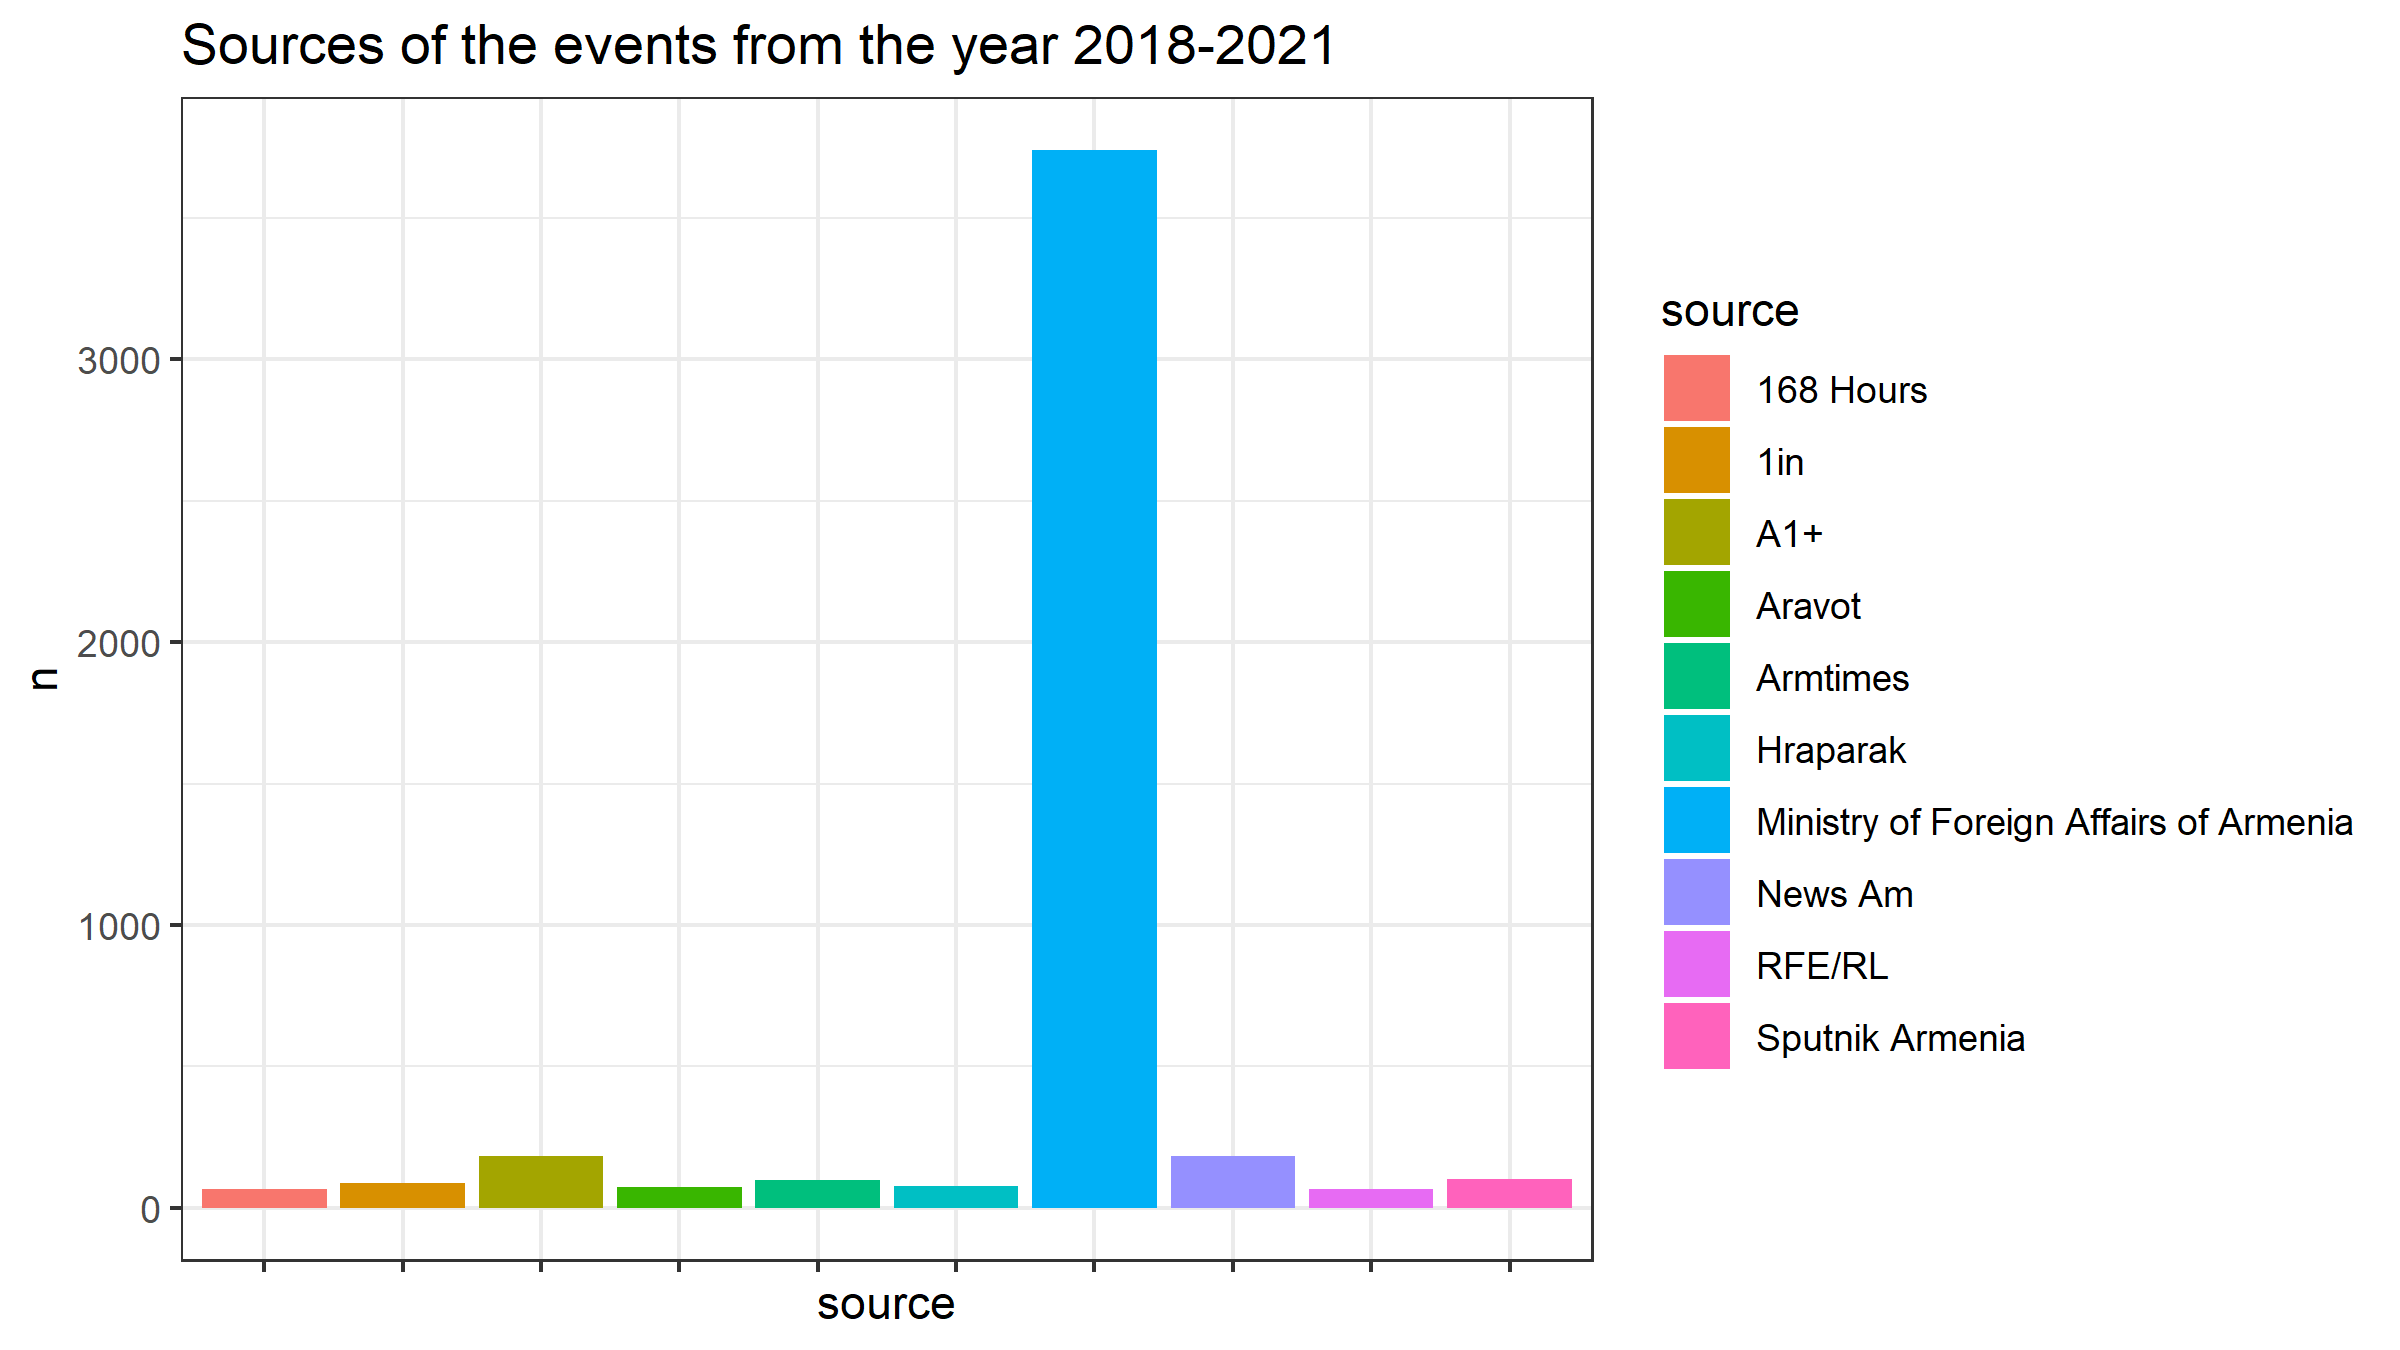 Sources of the events from the year 2018-2021
3000
2000
1000
0
n
source
source
168 Hours
1in
A1+
Aravot
Armtimes
Hraparak
Ministry of Foreign Affairs of Armenia
News Am
RFE/RL
Sputnik Armenia